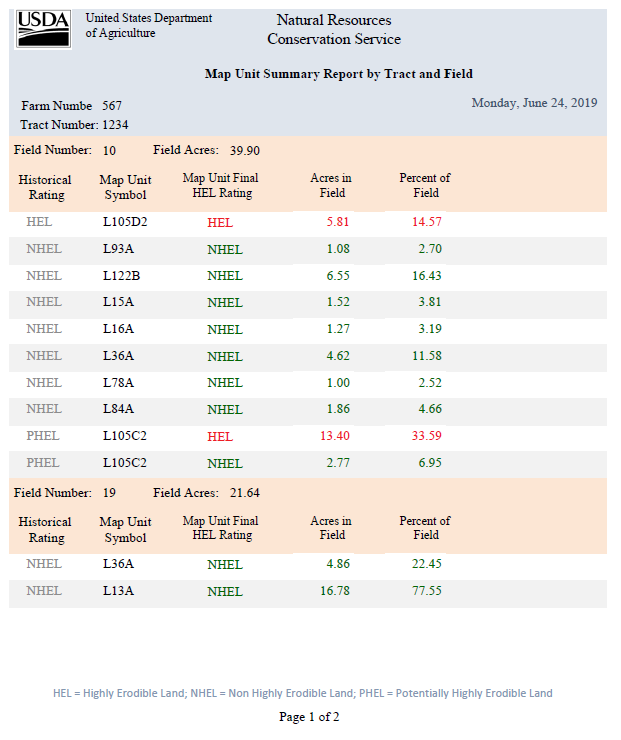 USDA
United States Department
of Agriculture
Natural Resources
Conservation Service
Map Unit Summary Report by Tract and Field
Farm Numbe 567
Monday, June 24, 2019
Tract Number: 1234
Field Number: 10 Field Acres: 39.90
Historical Rating Map Unit Symbol Map Unit Final HEL Rating Acres in Field Percent of Field
HEL L105D2 HEL 5.81 14.57
NHEL L93A NHEL 1.08 2.70
NHEL L122B NHEL 6.55 16.43
NHEL L15A NHEL 1.52 3.81
NHEL L16A NHEL 1.27 3.19
NHEL L36A NHEL 4.62 11.58
NHEL L78A NHEL 1.00 2.52
NHEL L84A NHEL 1.86 4.66
PHEL L105C2 HEL 13.40 33.59
PHEL L105C2 NHEL 2.77 6.95
Field Number: 19 Field Acres: 21.64
Historical Rating Map Unit Symbol Map Unit Final HEL Rating Acres in Field Percent of Field
NHEL L36A NHEL 4.86 22.45
NHEL L13A NHEL 16.78 77.55
HEL = Highly Erodible Land; NHEL = Non Highly Erodible Land; PHEL = Potentially Highly Erodible Land
Page 1 of 2